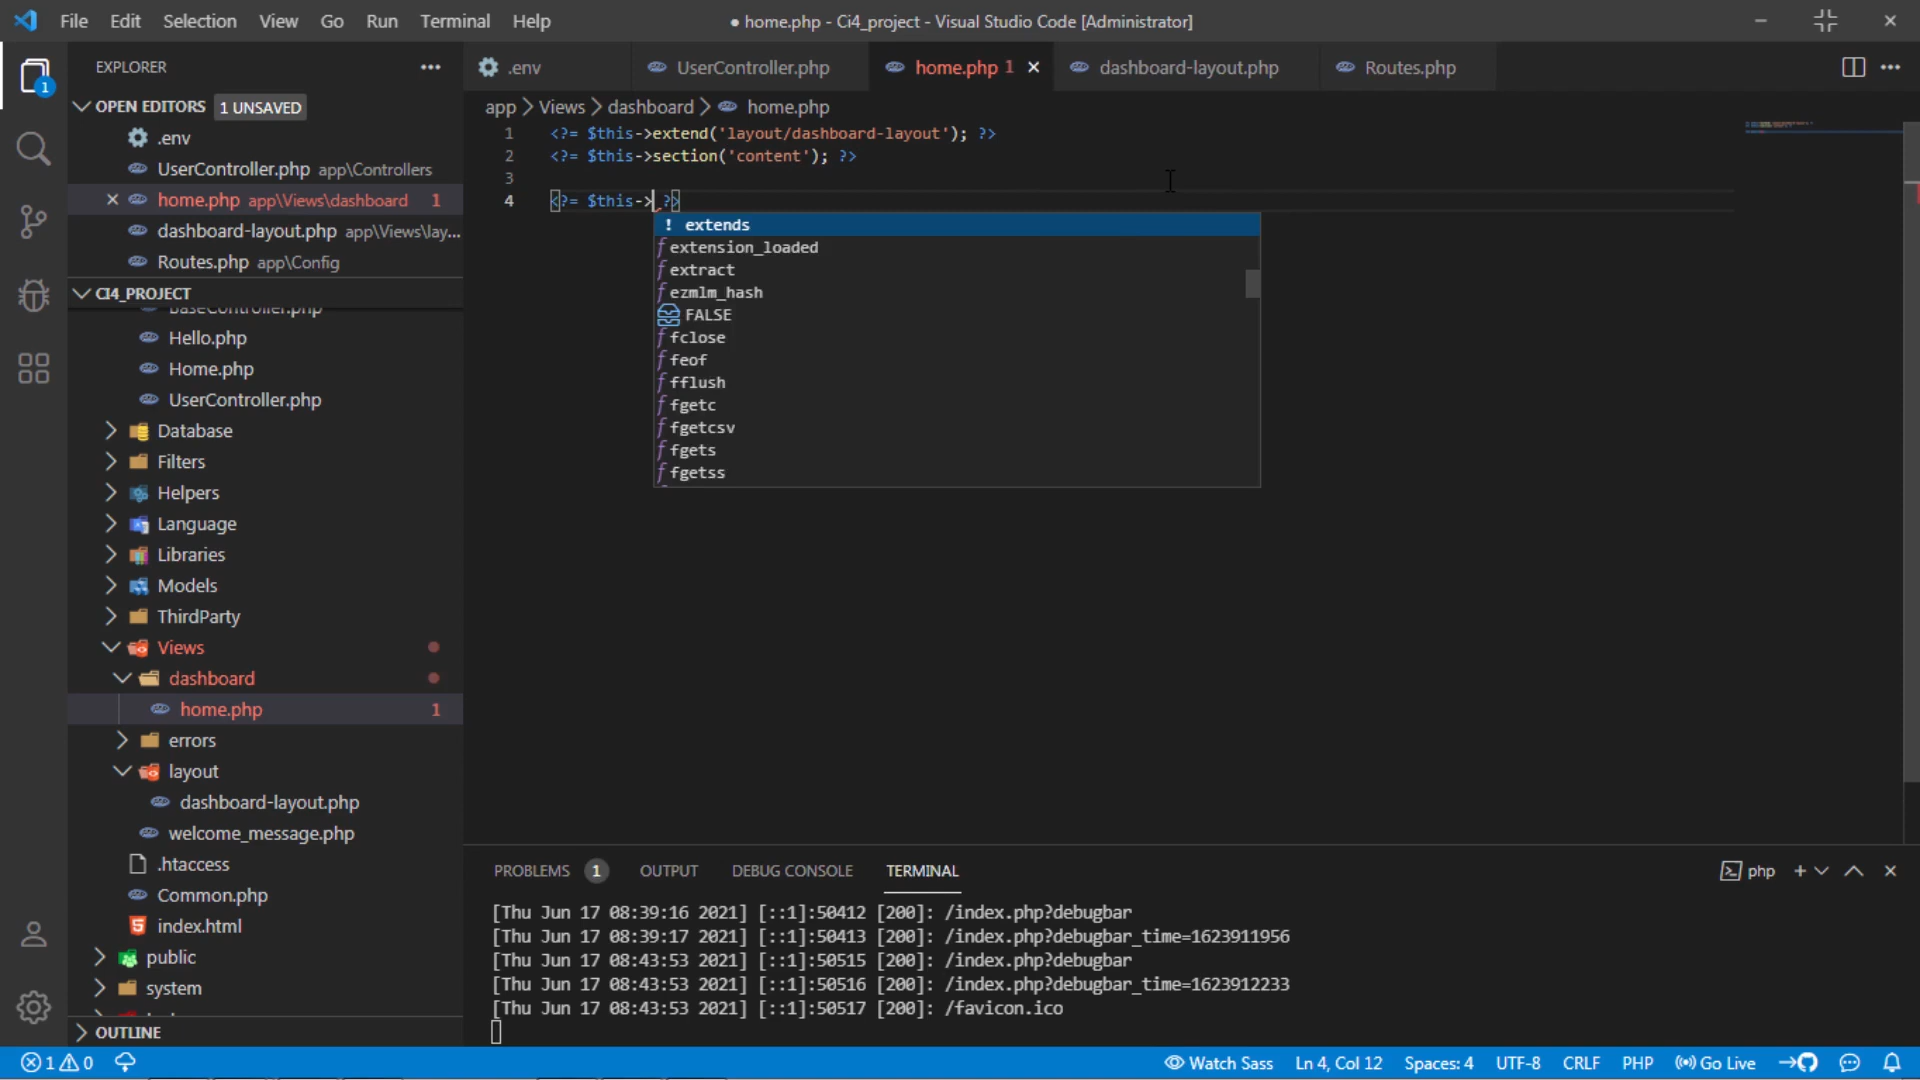 File Edit Selection View Go Run Terminal Help
● home.php - Ci4_project - Visual Studio Code [Administrator]
EXPLORER
.env
UserController.php
home.php 1
dashboard-layout.php
Routes.php
OPEN EDITORS 1 UNSAVED
.env
UserController.php app\Controllers
home.php app\Views\dashboard 1
dashboard-layout.php app\Views\lay...
Routes.php app\Config
CI4_PROJECT
BaseController.php
Hello.php
Home.php
UserController.php
Database
Filters
Helpers
Language
Libraries
Models
ThirdParty
Views
dashboard
home.php 1
errors
layout
dashboard-layout.php
welcome_message.php
.htaccess
Common.php
index.html
public
system
OUTLINE
app > Views > dashboard > home.php
1 <?= $this->extend('layout/dashboard-layout'); ?>
2 <?= $this->section('content'); ?>
3
4 <?= $this-> ?>
extends
extension_loaded
extract
ezmlm_hash
FALSE
fclose
feof
fflush
fgetc
fgetcsv
fgets
fgetss
PROBLEMS 1 OUTPUT DEBUG CONSOLE TERMINAL
php
[Thu Jun 17 08:39:16 2021] [::1]:50412 [200]: /index.php?debugbar
[Thu Jun 17 08:39:17 2021] [::1]:50413 [200]: /index.php?debugbar_time=1623911956
[Thu Jun 17 08:43:53 2021] [::1]:50515 [200]: /index.php?debugbar
[Thu Jun 17 08:43:53 2021] [::1]:50516 [200]: /index.php?debugbar_time=1623912233
[Thu Jun 17 08:43:53 2021] [::1]:50517 [200]: /favicon.ico
1 0
Watch Sass Ln 4, Col 12 Spaces: 4 UTF-8 CRLF PHP Go Live